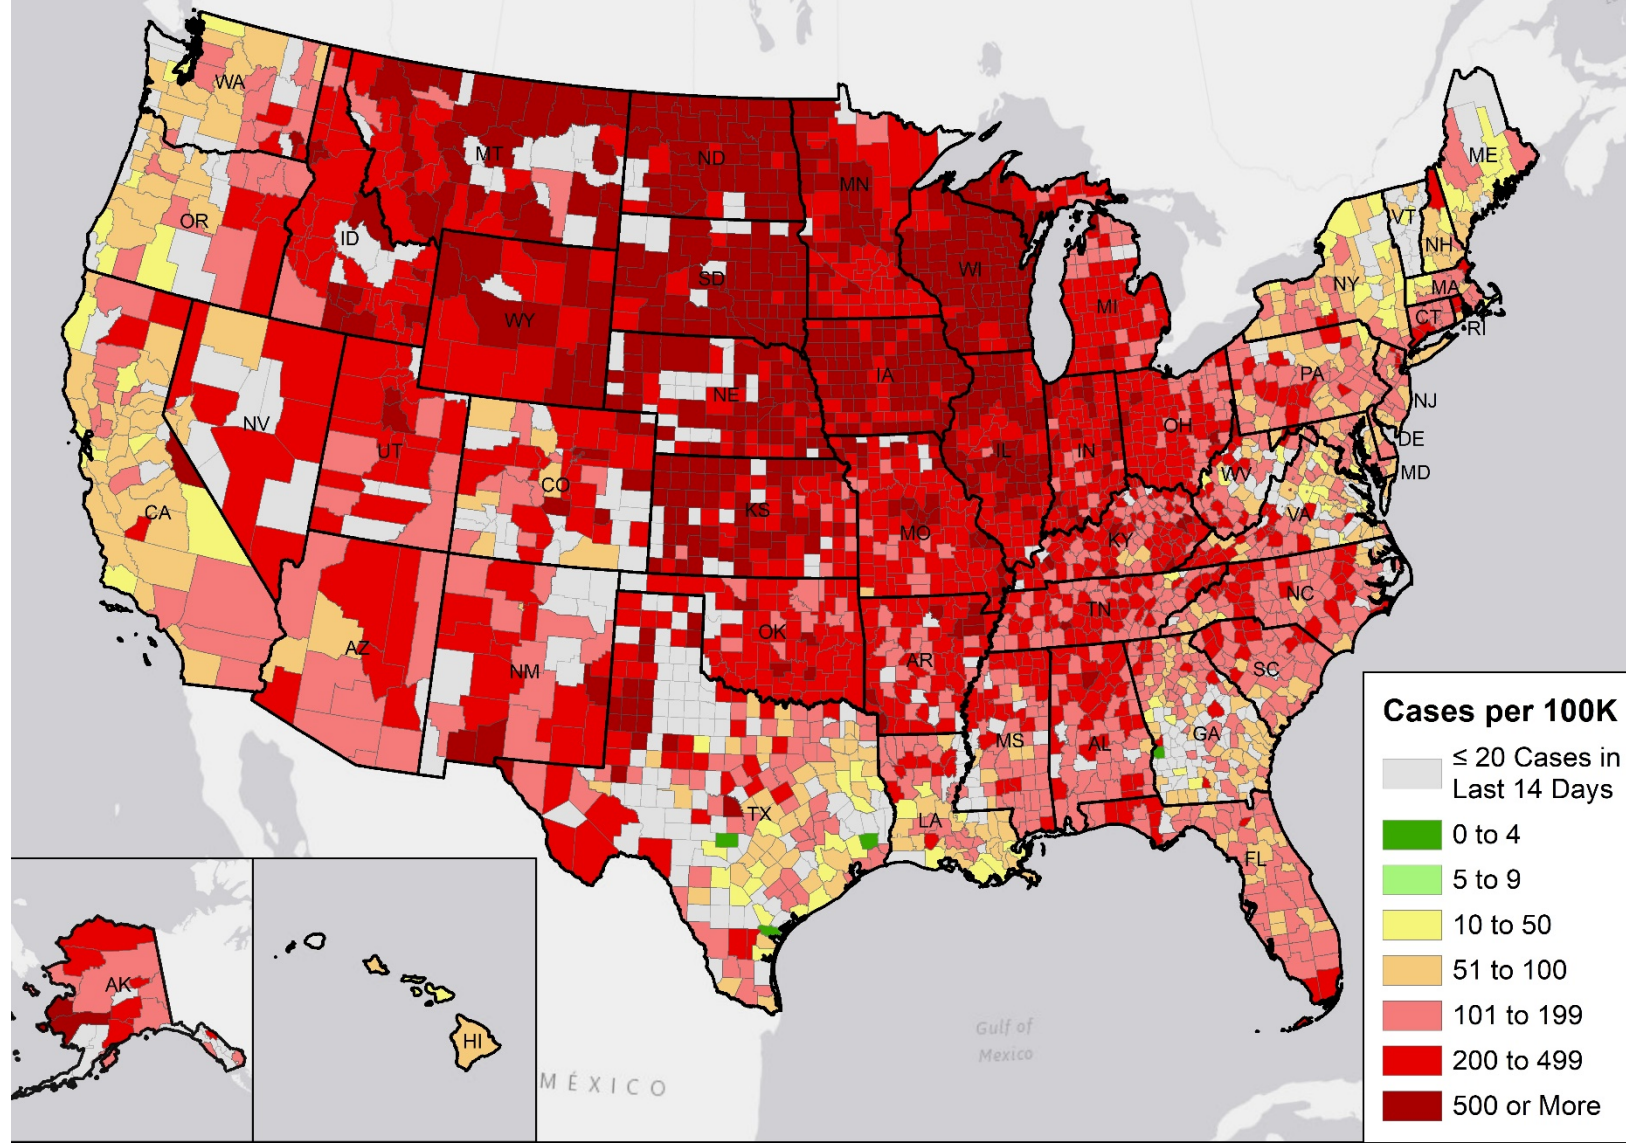 WA
MT
ND
MN
ME
OR
ID
SD
WI
MI
VT
NH
NY
MA
CT
RI
WY
IA
NE
PA
NJ
NV
UT
CO
IL
IN
OH
DE
MD
WV
CA
KS
MO
KY
VA
TN
NC
AZ
NM
OK
AR
SC
MS
AL
GA
TX
LA
FL
AK
HI
Gulf of
Mexico
MÉXICO
Cases per 100K
≤ 20 Cases in
Last 14 Days
0 to 4
5 to 9
10 to 50
51 to 100
101 to 199
200 to 499
500 or More